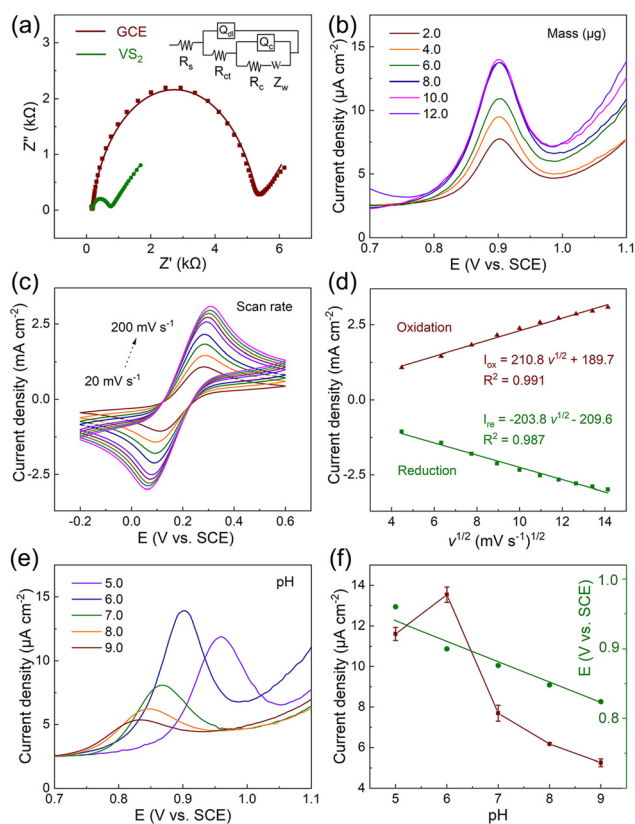 (a)
GCE
VS2
Qdl
Qc
Rs
Rct
Rc
Zw
Z'' (kΩ)
3
2
1
0
0 2 4 6
Z' (kΩ)
(b)
Mass (μg)
2.0
4.0
6.0
8.0
10.0
12.0
Current density (μA cm-2)
15
10
5
0
0.7 0.8 0.9 1.0 1.1
E (V vs. SCE)
(c)
Scan rate
200 mV s-1
20 mV s-1
Current density (mA cm-2)
2.5
0.0
-2.5
-0.2 0.0 0.2 0.4 0.6
E (V vs. SCE)
(d)
Oxidation
Iox = 210.8 v1/2 + 189.7
R2 = 0.991
Ire = -203.8 v1/2 - 209.6
R2 = 0.987
Reduction
Current density (mA cm-2)
2.5
0.0
-2.5
4 6 8 10 12 14
v1/2 (mV s-1)1/2
(e)
pH
5.0
6.0
7.0
8.0
9.0
Current density (μA cm-2)
15
10
5
0
0.7 0.8 0.9 1.0 1.1
E (V vs. SCE)
(f)
Current density (μA cm-2)
14
12
10
8
6
4
1.0
0.9
0.8
E (V vs. SCE)
5 6 7 8 9
pH